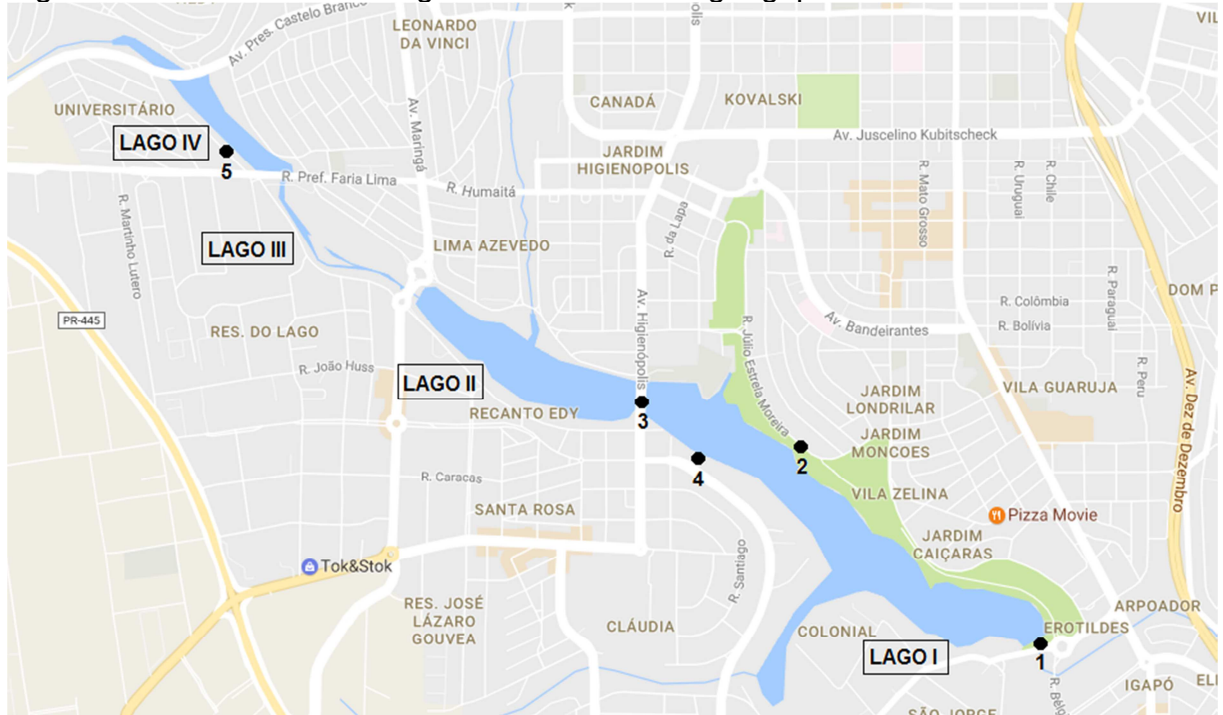 Av. Pres. Castelo Branco
LEONARDO
DA VINCI
UNIVERSITÁRIO
CANADÁ
KOVALSKI
LAGO IV
5
Av. Juscelino Kubitscheck
JARDIM
HIGIENOPOLIS
R. Pref. Faria Lima
R. Humaitá
Av. Maringá
R. Martinho Lutero
R. da Lapa
R. Mato Grosso
R. Uruguai
R. Chile
LAGO III
LIMA AZEVEDO
PR-445
RES. DO LAGO
Av. Higienópolis
R. Júlio Estrela Moreira
Av. Bandeirantes
R. Colômbia
R. Bolívia
R. Paraguai
R. Peru
DOM P
R. João Huss
LAGO II
RECANTO EDY
3
4
2
JARDIM
LONDRILAR
JARDIM
MONCOES
VILA GUARUJA
Av. Dez de Dezembro
R. Caracas
SANTA ROSA
VILA ZELINA
Pizza Movie
JARDIM
CAIÇARAS
Tok&Stok
R. Santiago
RES. JOSÉ
LÁZARO
GOUVEA
CLÁUDIA
COLONIAL
LAGO I
1
EROTILDES
ARPOADOR
R. Bélg
IGAPÓ
SÃO JORGE